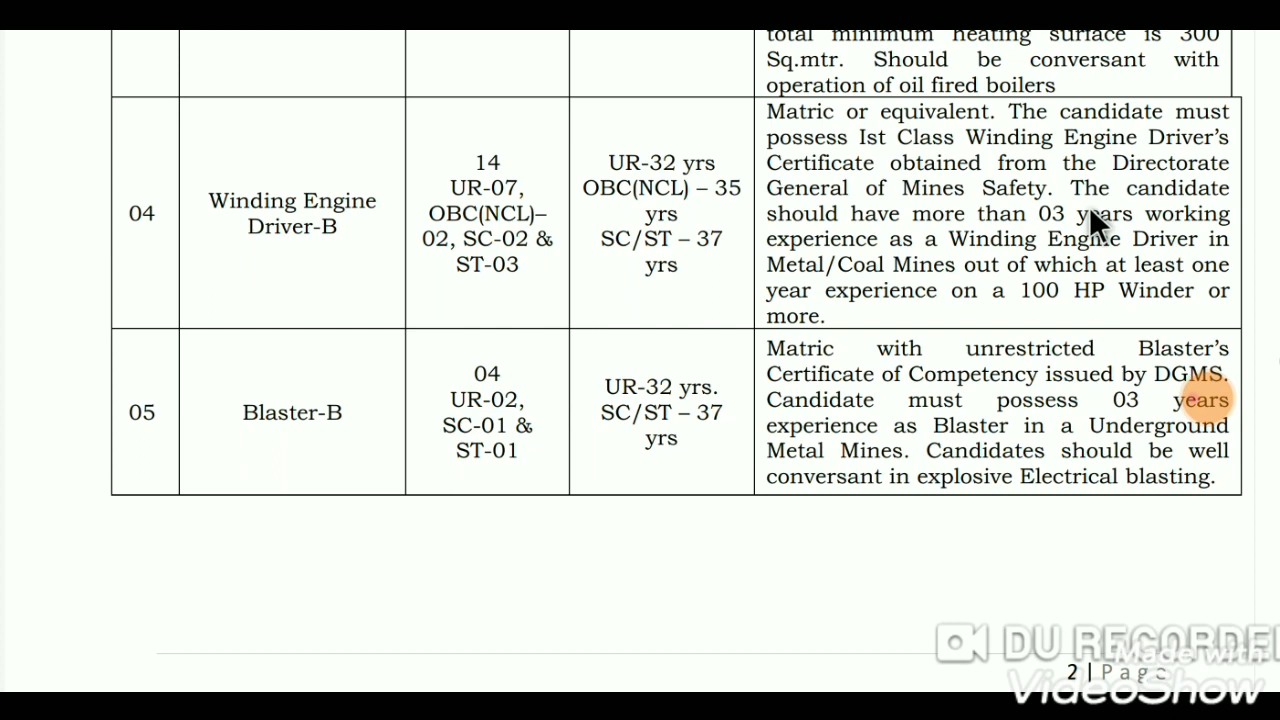 total minimum heating surface is 300
Sq.mtr. Should be conversant with
operation of oil fired boilers
04
Winding Engine
Driver-B
14
UR-07,
OBC(NCL)–
02, SC-02 &
ST-03
UR-32 yrs
OBC(NCL) – 35
yrs
SC/ST – 37
yrs
Matric or equivalent. The candidate must
possess Ist Class Winding Engine Driver's
Certificate obtained from the Directorate
General of Mines Safety. The candidate
should have more than 03 years working
experience as a Winding Engine Driver in
Metal/Coal Mines out of which at least one
year experience on a 100 HP Winder or
more.
05
Blaster-B
04
UR-02,
SC-01 &
ST-01
UR-32 yrs.
SC/ST – 37
yrs
Matric with unrestricted Blaster's
Certificate of Competency issued by DGMS.
Candidate must possess 03 years
experience as Blaster in a Underground
Metal Mines. Candidates should be well
conversant in explosive Electrical blasting.
DU RECORDER
Made with
2 | Page
VideoShow